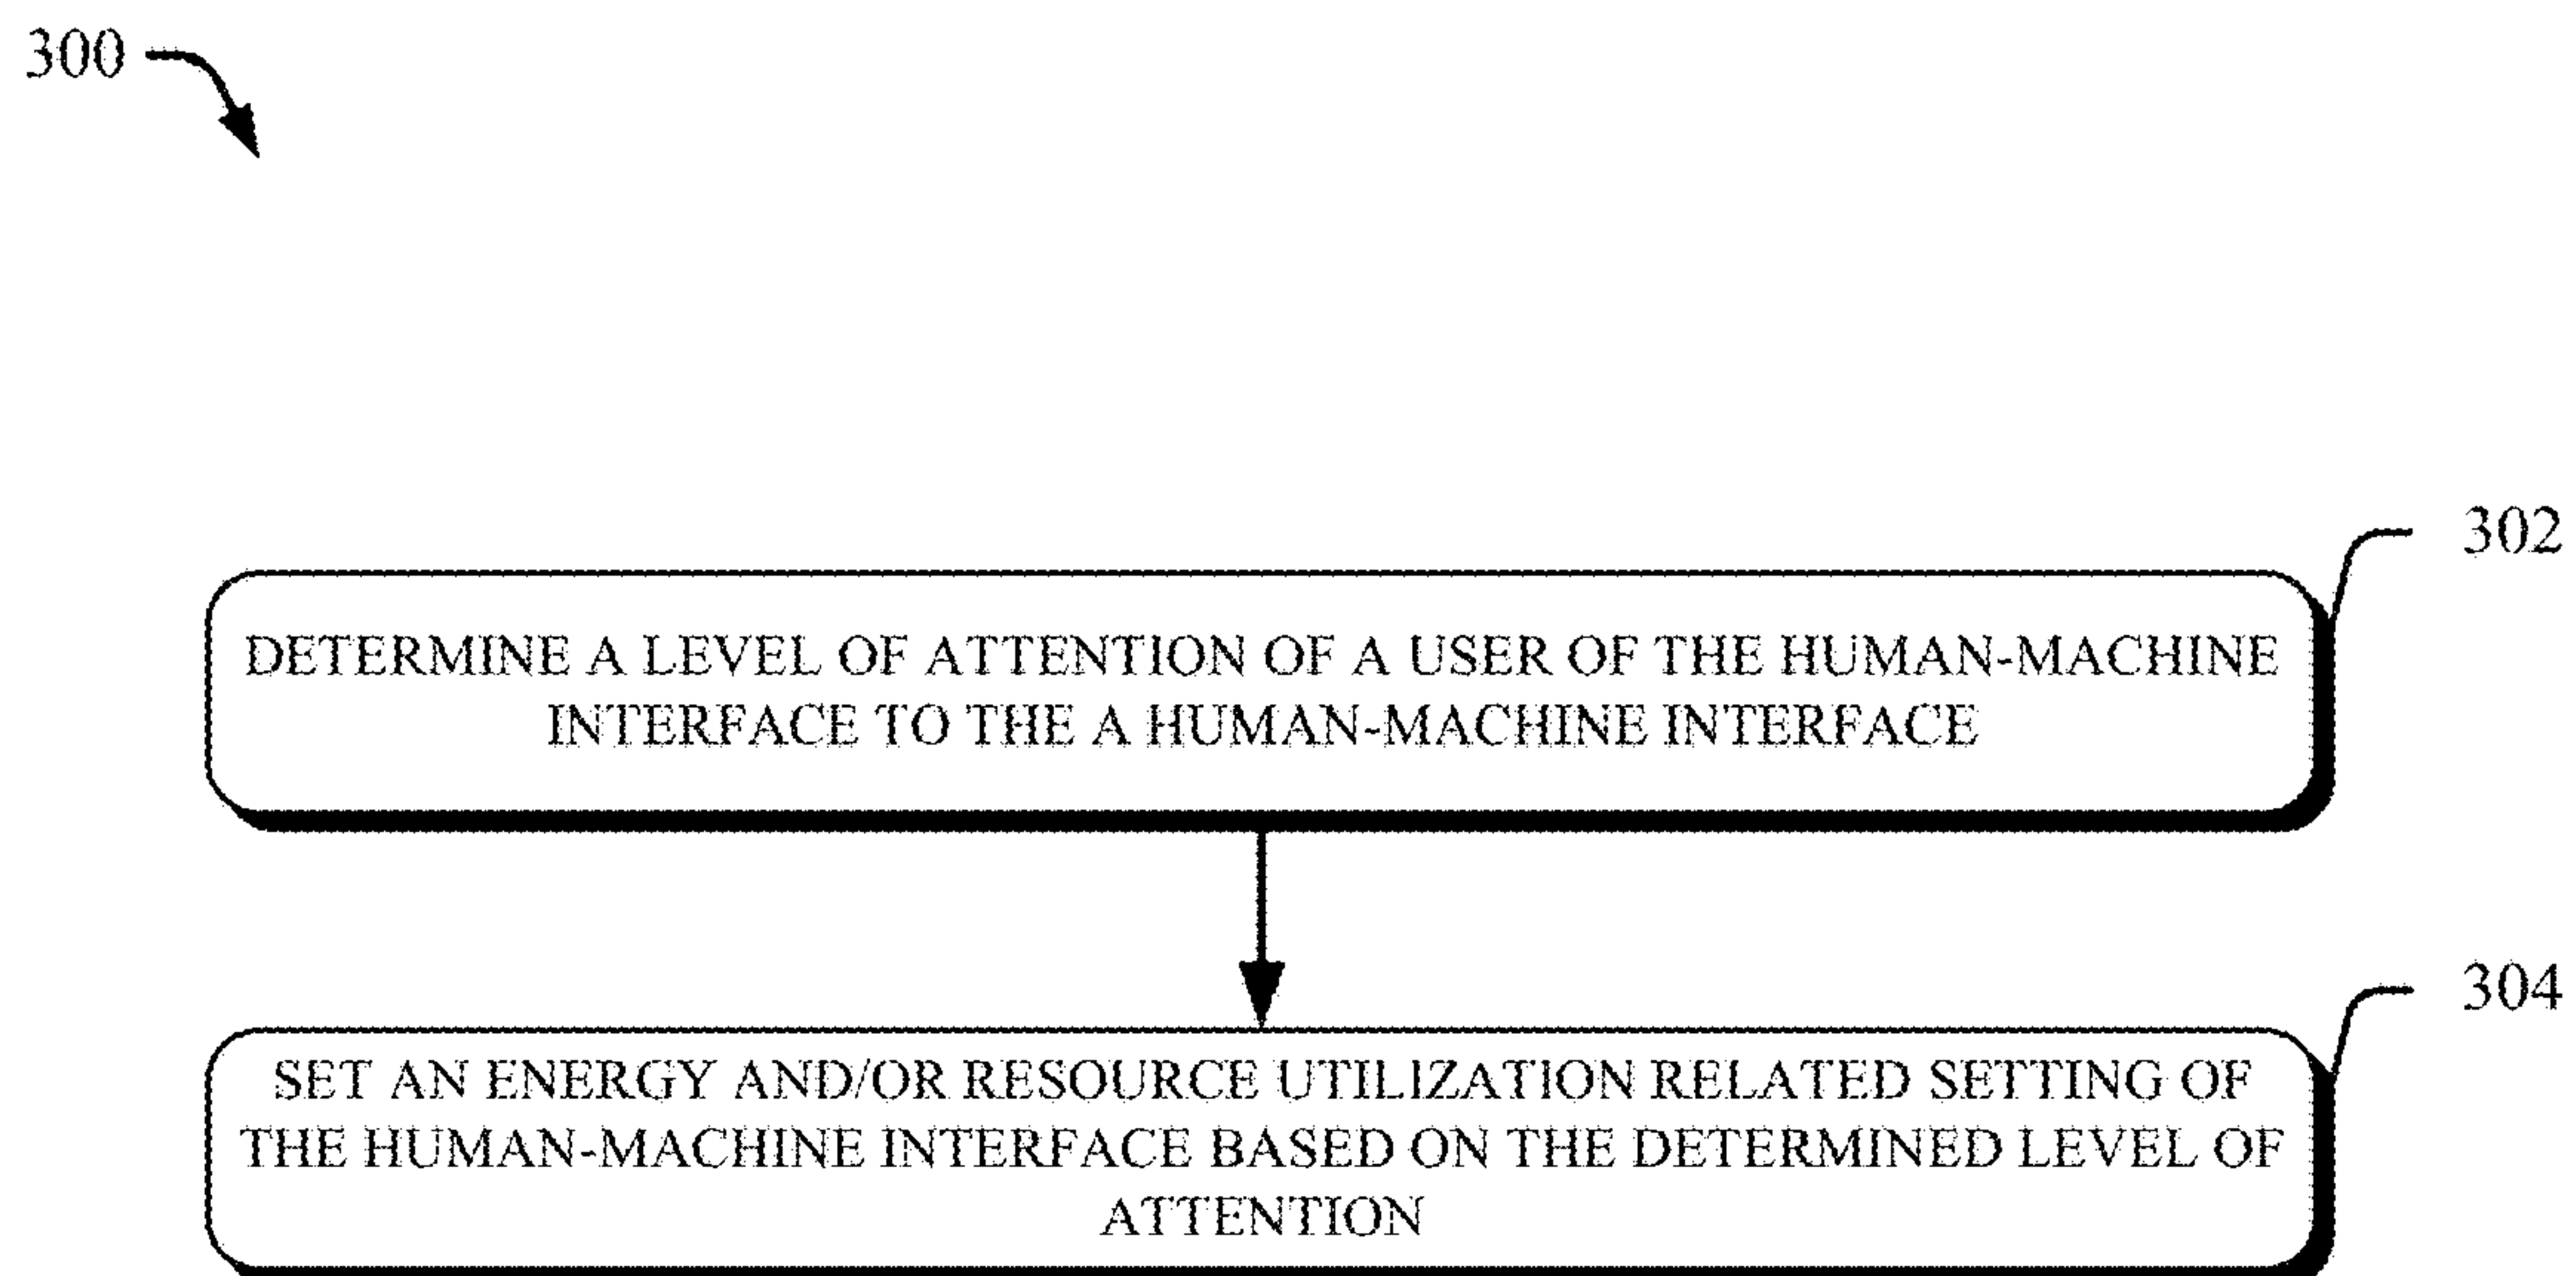 300
302
DETERMINE A LEVEL OF ATTENTION OF A USER OF THE HUMAN-MACHINE
INTERFACE TO THE A HUMAN-MACHINE INTERFACE
304
SET AN ENERGY AND/OR RESOURCE UTILIZATION RELATED SETTING OF
THE HUMAN-MACHINE INTERFACE BASED ON THE DETERMINED LEVEL OF
ATTENTION